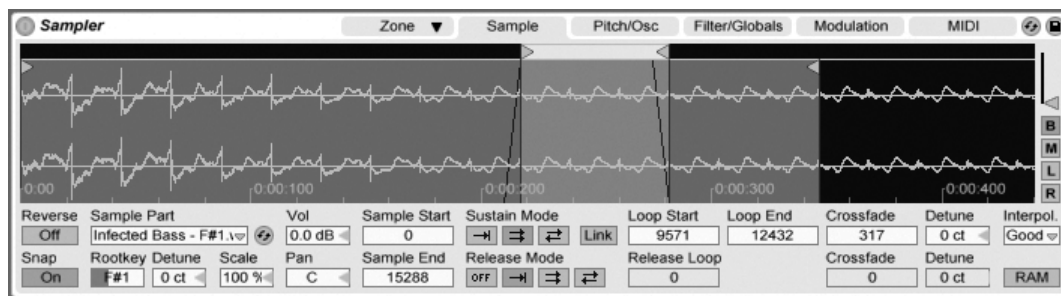 Sampler Zone Sample Pitch/Osc Filter/Globals Modulation MIDI
B
M
L
R
0:00 0:00:100 0:00:200 0:00:300 0:00:400
Reverse Sample Part Vol Sample Start Sustain Mode Loop Start Loop End Crossfade Detune Interpol.
Off Infected Bass - F#1. 0.0 dB 0 Link 9571 12432 317 0 ct Good
Snap Rootkey Detune Scale Pan Sample End Release Mode Release Loop Crossfade Detune
On F#1 0 ct 100 % C 15288 OFF 0 0 0 ct RAM